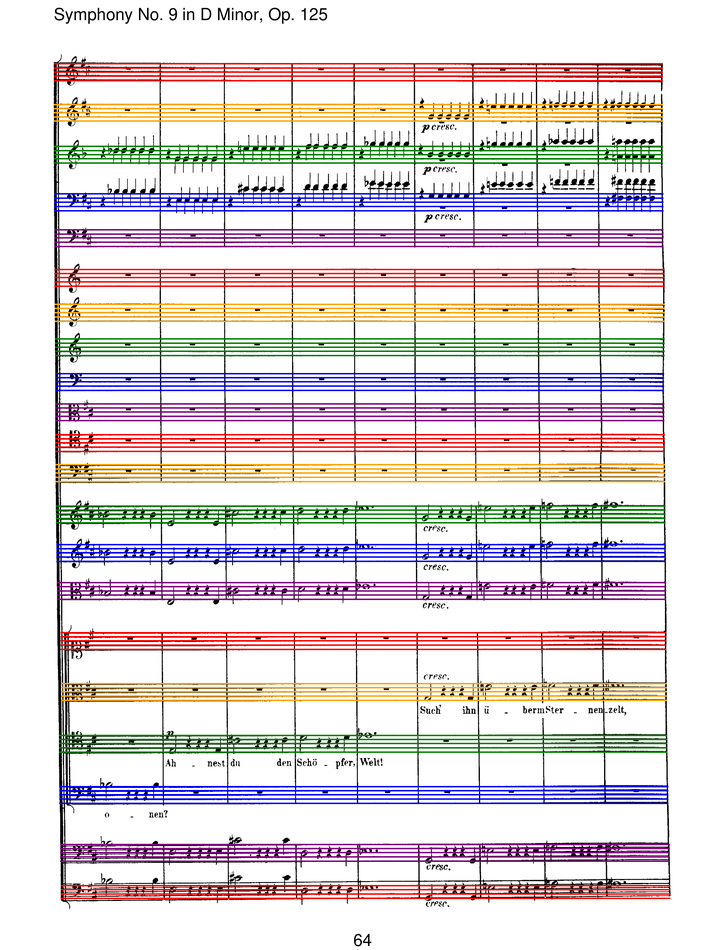 Symphony No. 9 in D Minor, Op. 125
p cresc.
p cresc.
p cresc.
cresc.
cresc.
cresc.
cresc.
Such' ihn ü - berm Ster - nen zelt,
p
Ah - nest du den Schö - pfer, Welt!
o - nen?
cresc.
cresc.
64